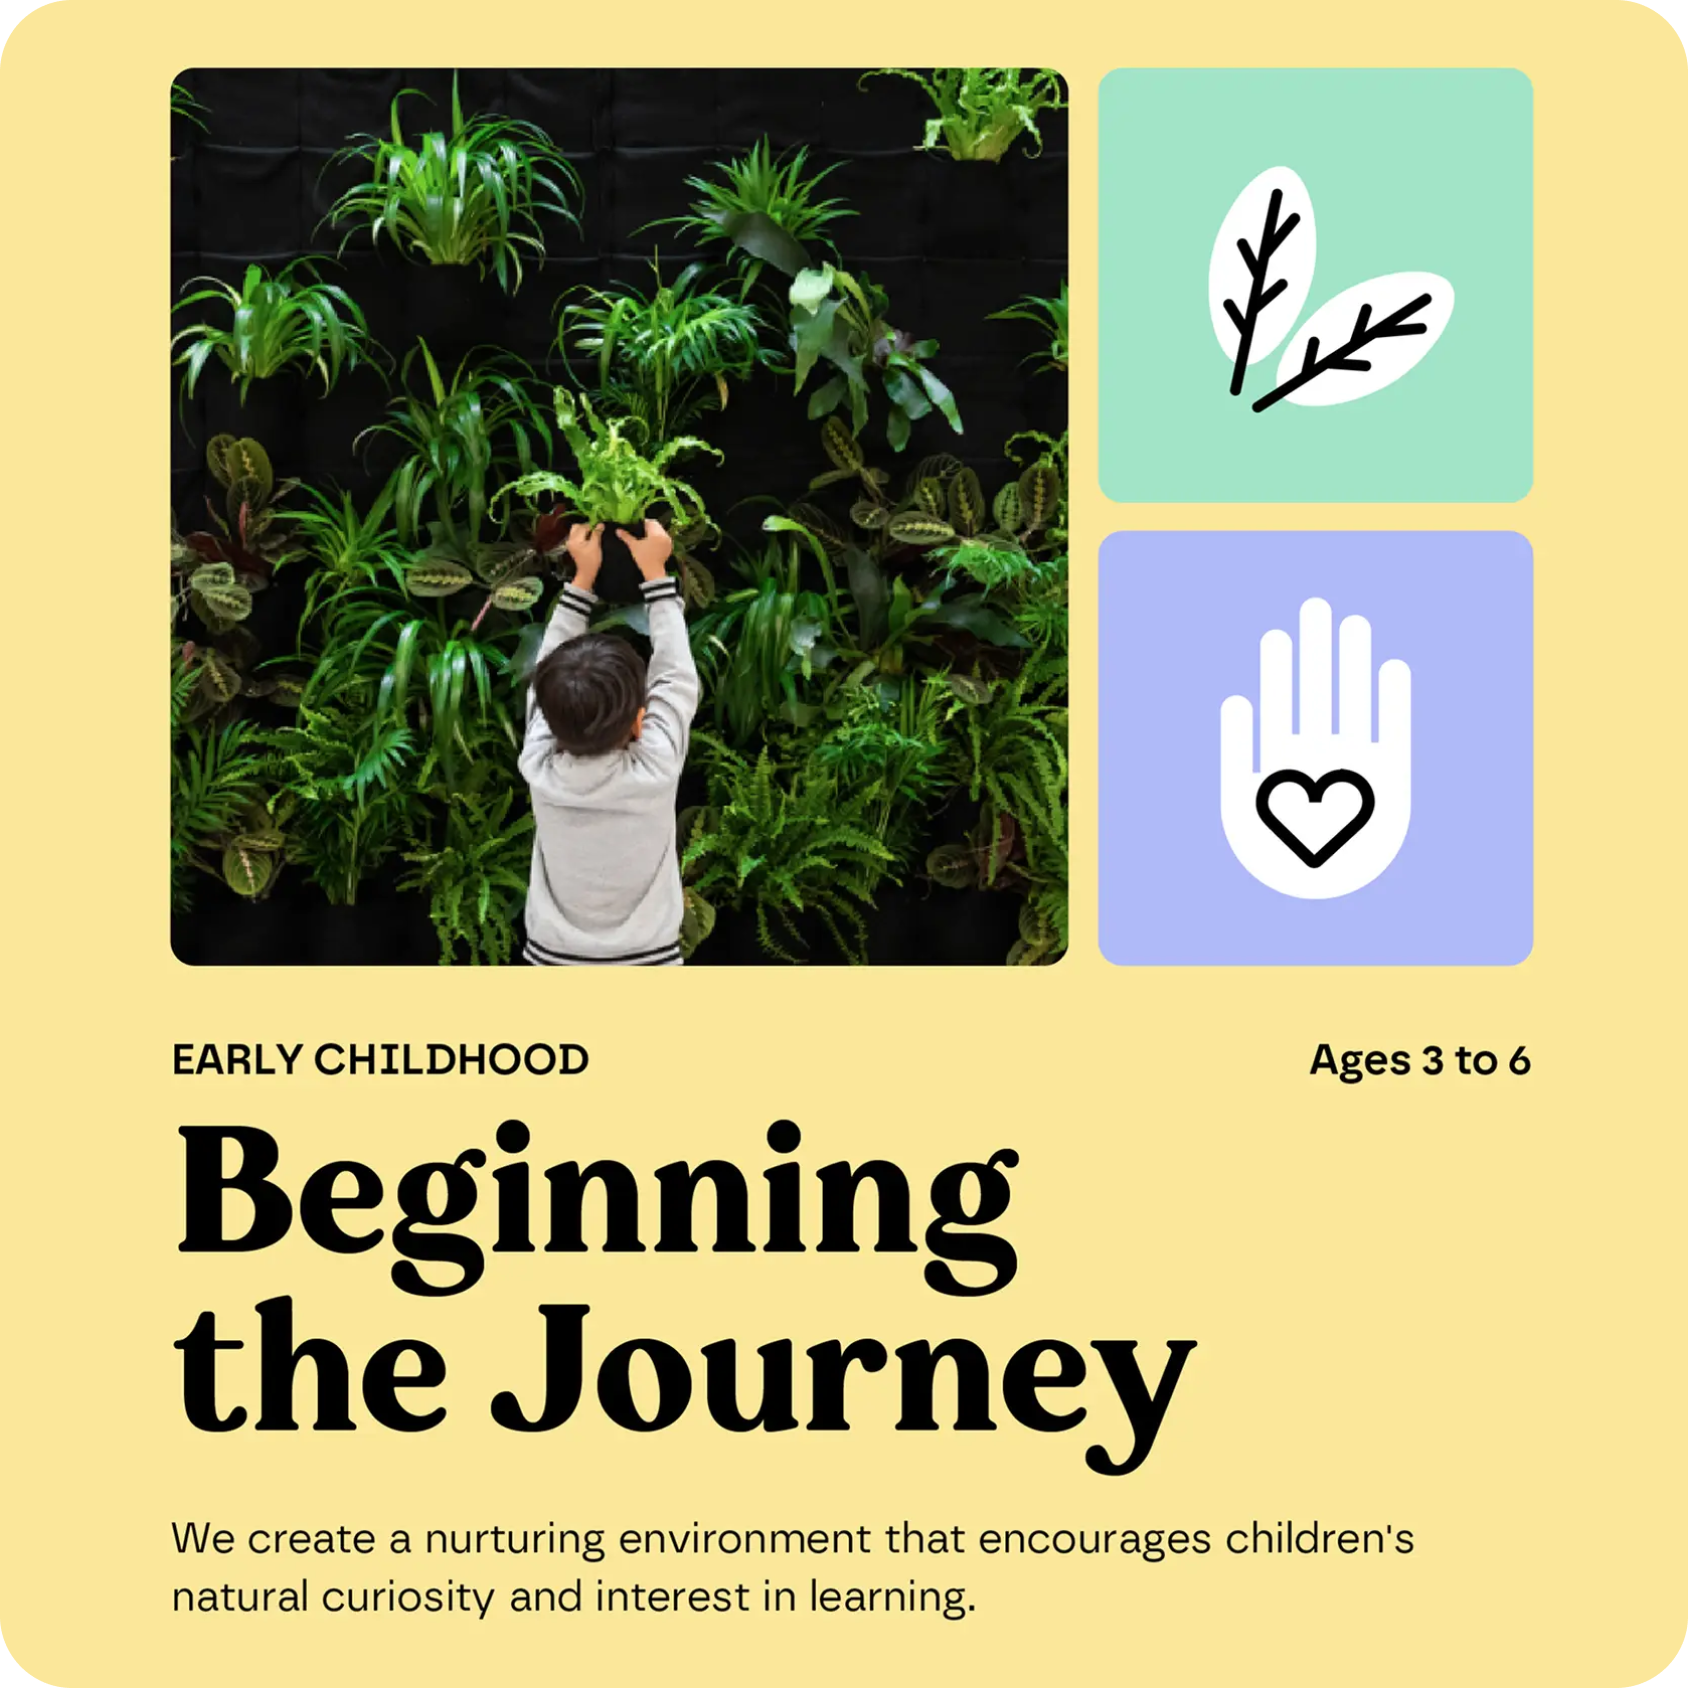 EARLY CHILDHOOD
Ages 3 to 6
Beginning
the Journey
We create a nurturing environment that encourages children's
natural curiosity and interest in learning.